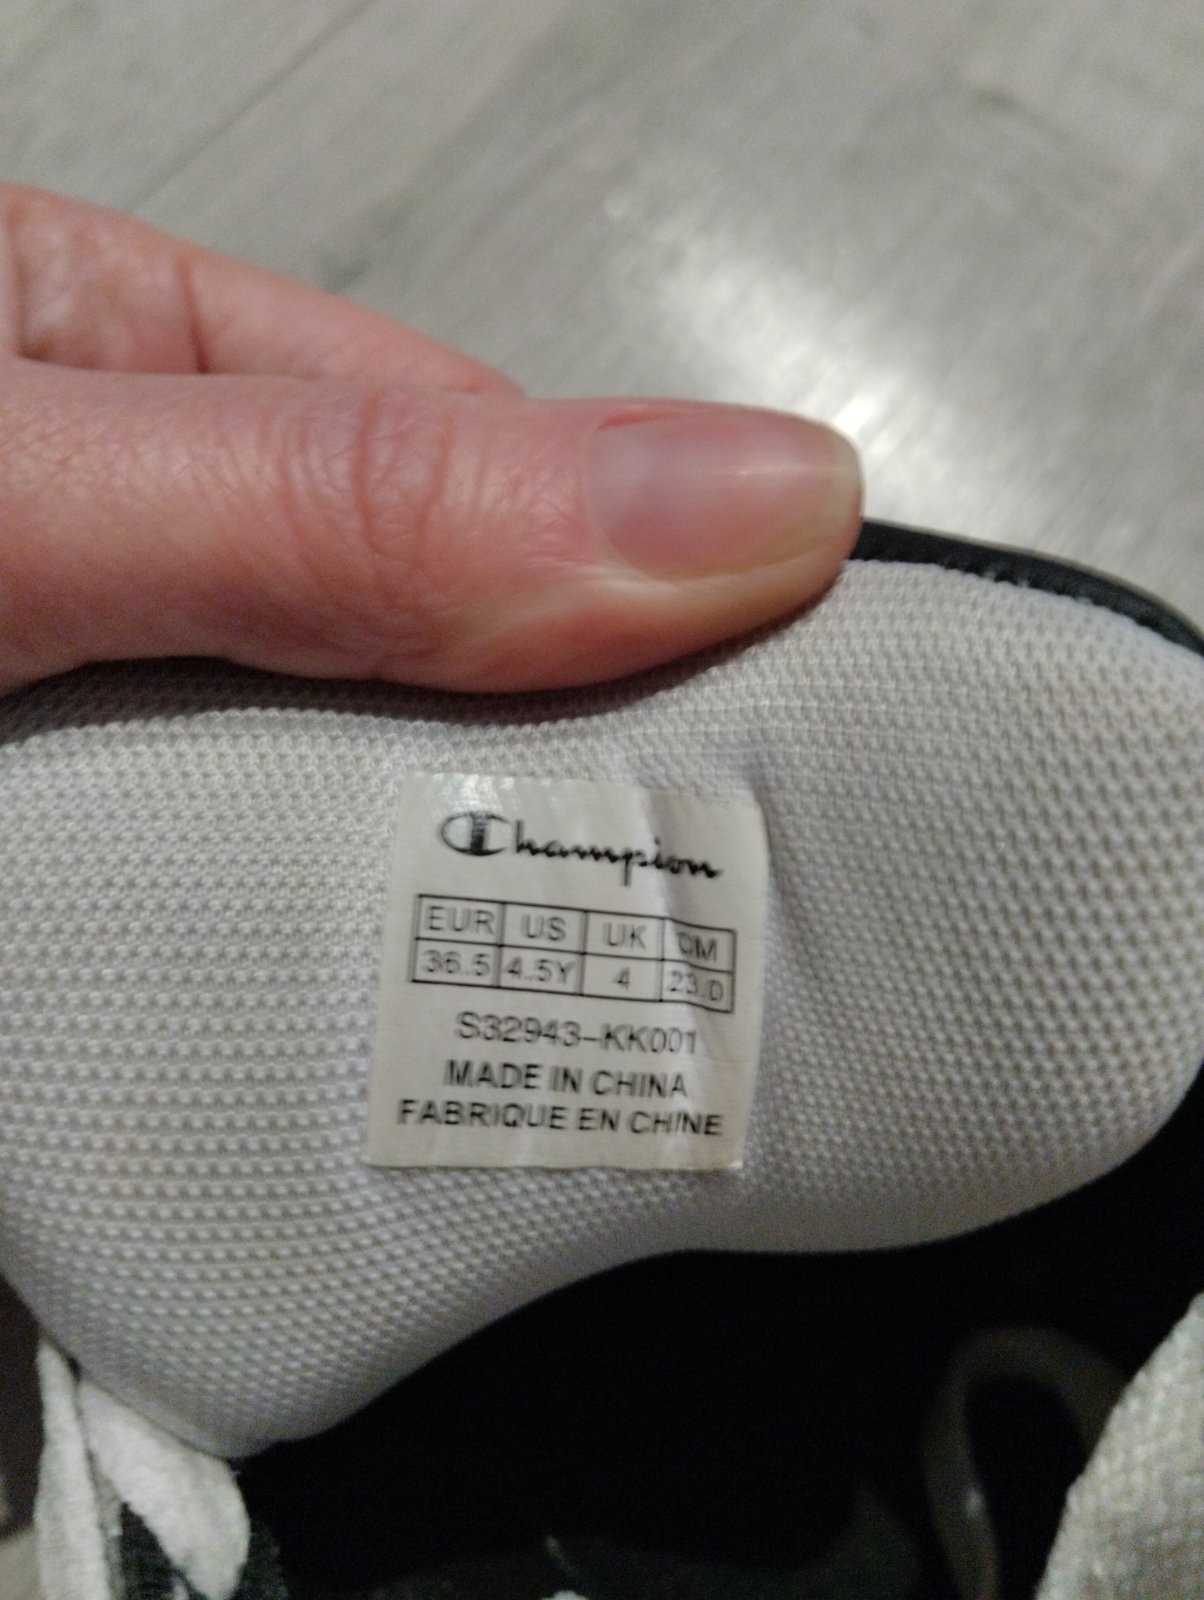 Champion
EUR US UK CM
36.5 4.5Y 4 23.0
S32943-KK001
MADE IN CHINA
FABRIQUE EN CHINE